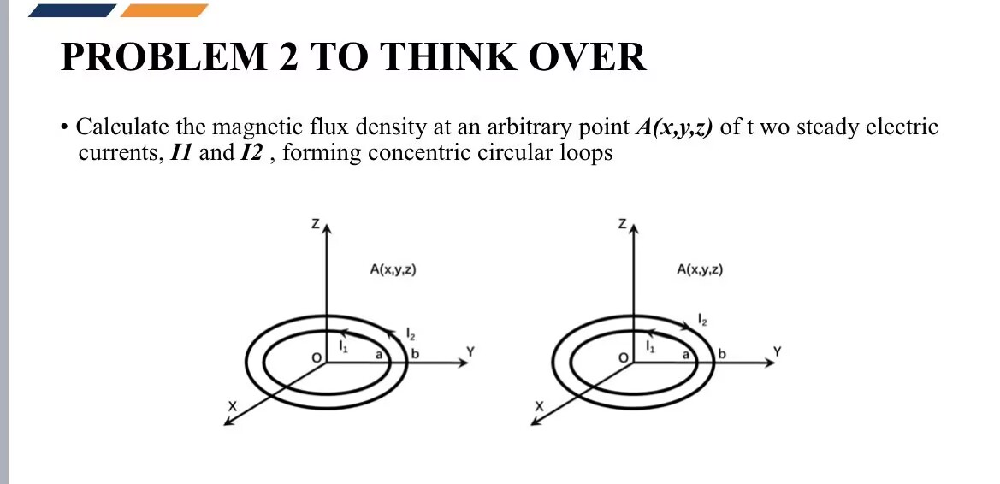 PROBLEM 2 TO THINK OVER
• Calculate the magnetic flux density at an arbitrary point A(x,y,z) of t wo steady electric
currents, I1 and I2 , forming concentric circular loops
Z
A(x,y,z)
I₂
I₁
a
b
Y
O
X
Z
A(x,y,z)
I₂
I₁
a
b
Y
O
X